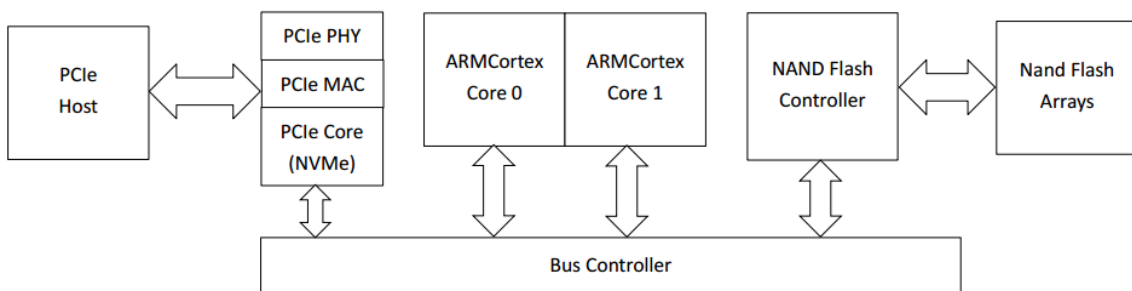 PCIe
Host
PCIe PHY
PCIe MAC
PCIe Core
(NVMe)
ARMCortex
Core 0
ARMCortex
Core 1
NAND Flash
Controller
Nand Flash
Arrays
Bus Controller